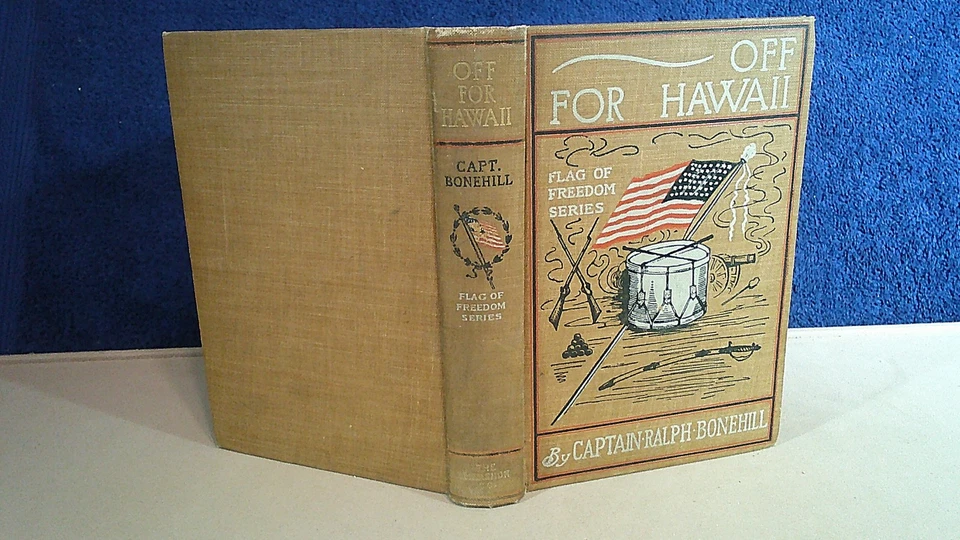 OFF
FOR
HAWAII
CAPT.
BONEHILL
FLAG OF
FREEDOM
SERIES
THE
OFF
FOR HAWAII
FLAG OF
FREEDOM
SERIES
By CAPTAIN·RALPH·BONEHILL